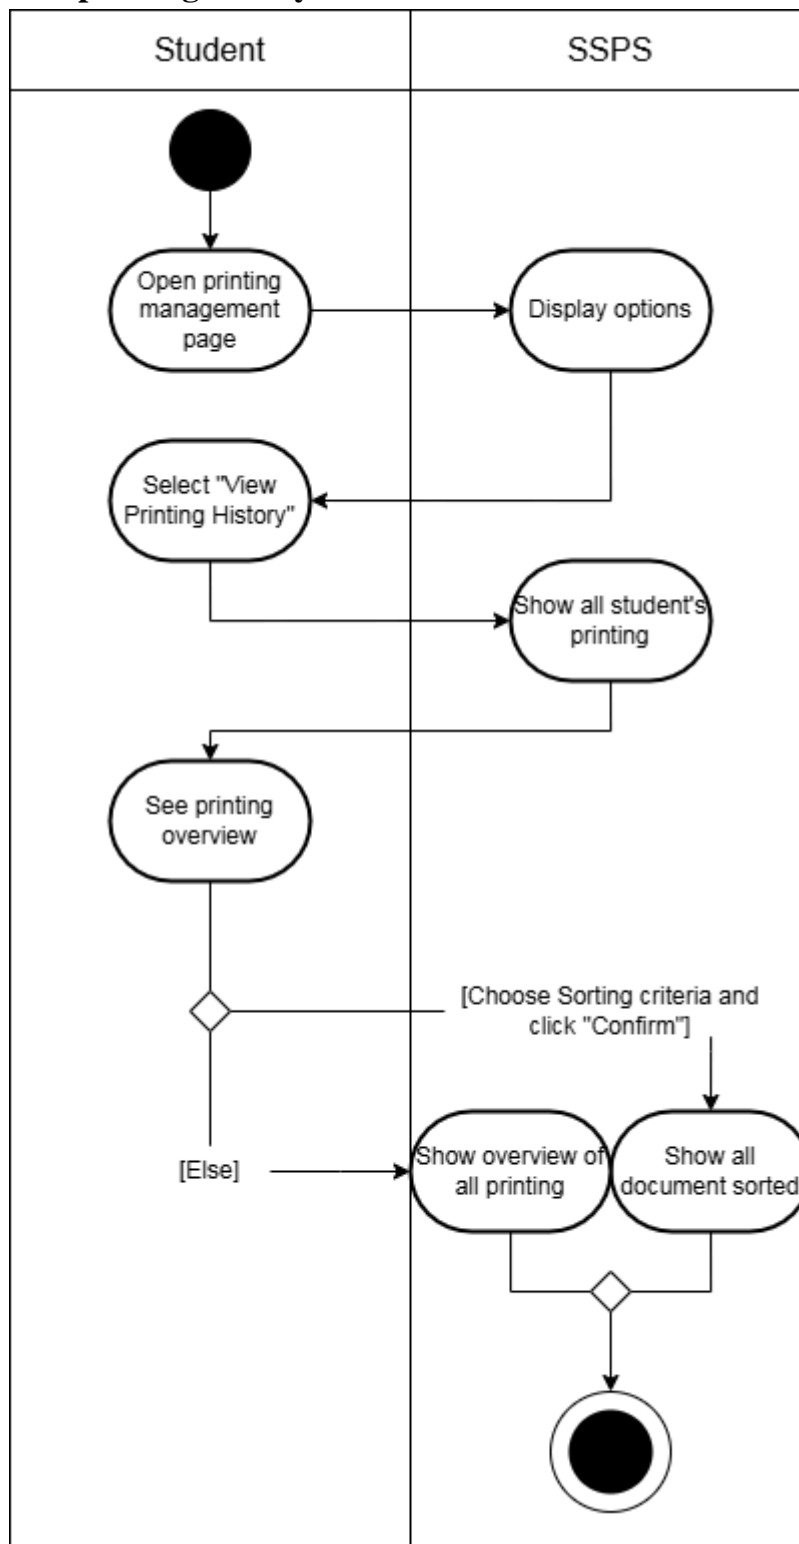 Student
SSPS
Open printing
management
page
Display options
Select "View
Printing History"
Show all student's
printing
See printing
overview
[Choose Sorting criteria and
click "Confirm"]
[Else]
Show overview of
all printing
Show all
document sorted